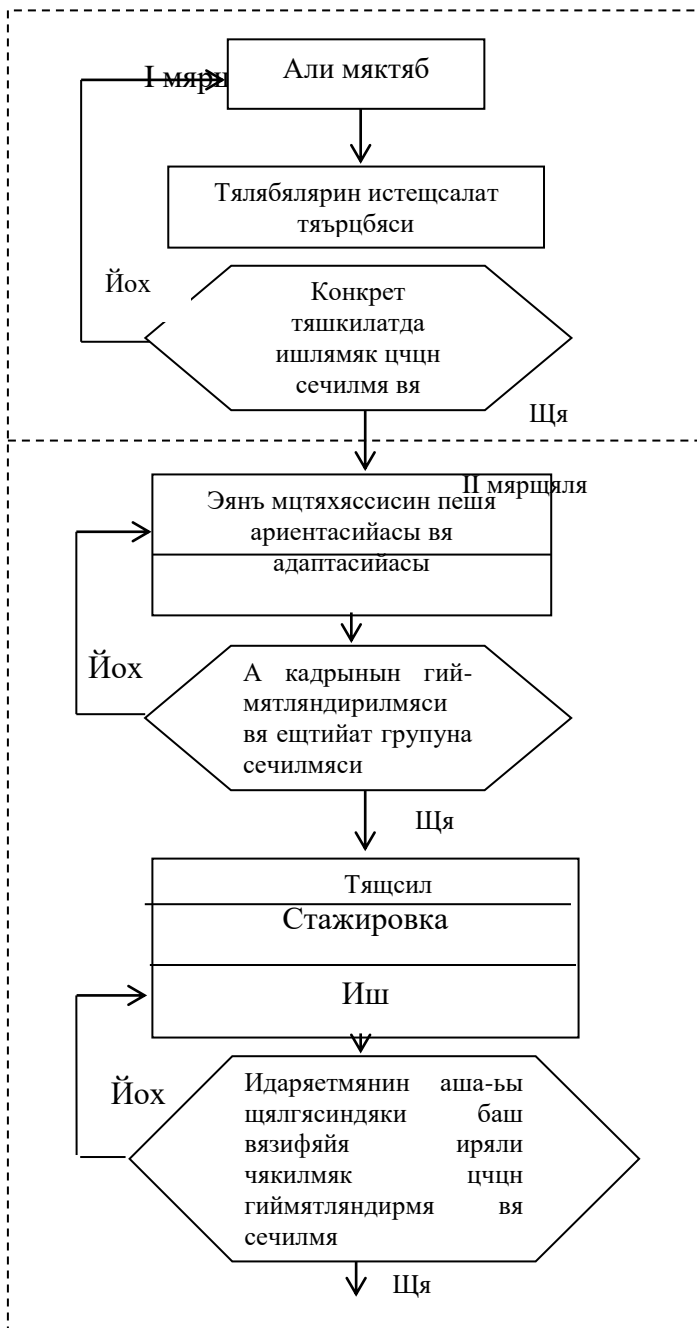 I мярщ
Али мяктяб
Тялябялярин истещсалат
тяърцбяси
Йох
Конкрет
тяшкилатда
ишлямяк цчцн
сечилмя вя
Щя
II мярщяля
Эянъ мцтяхяссисин пешя
ариентасийасы вя
адаптасийасы
Йох
А кадрынын гий-
мятляндирилмяси
вя ещтийат групуна
сечилмяси
Щя
Тящсил
Стажировка
Иш
Йох
Идаряетмянин аша-ьы
щялгясиндяки баш
вязифяйя иряли
чякилмяк цчцн
гиймятляндирмя вя
сечилмя
Щя